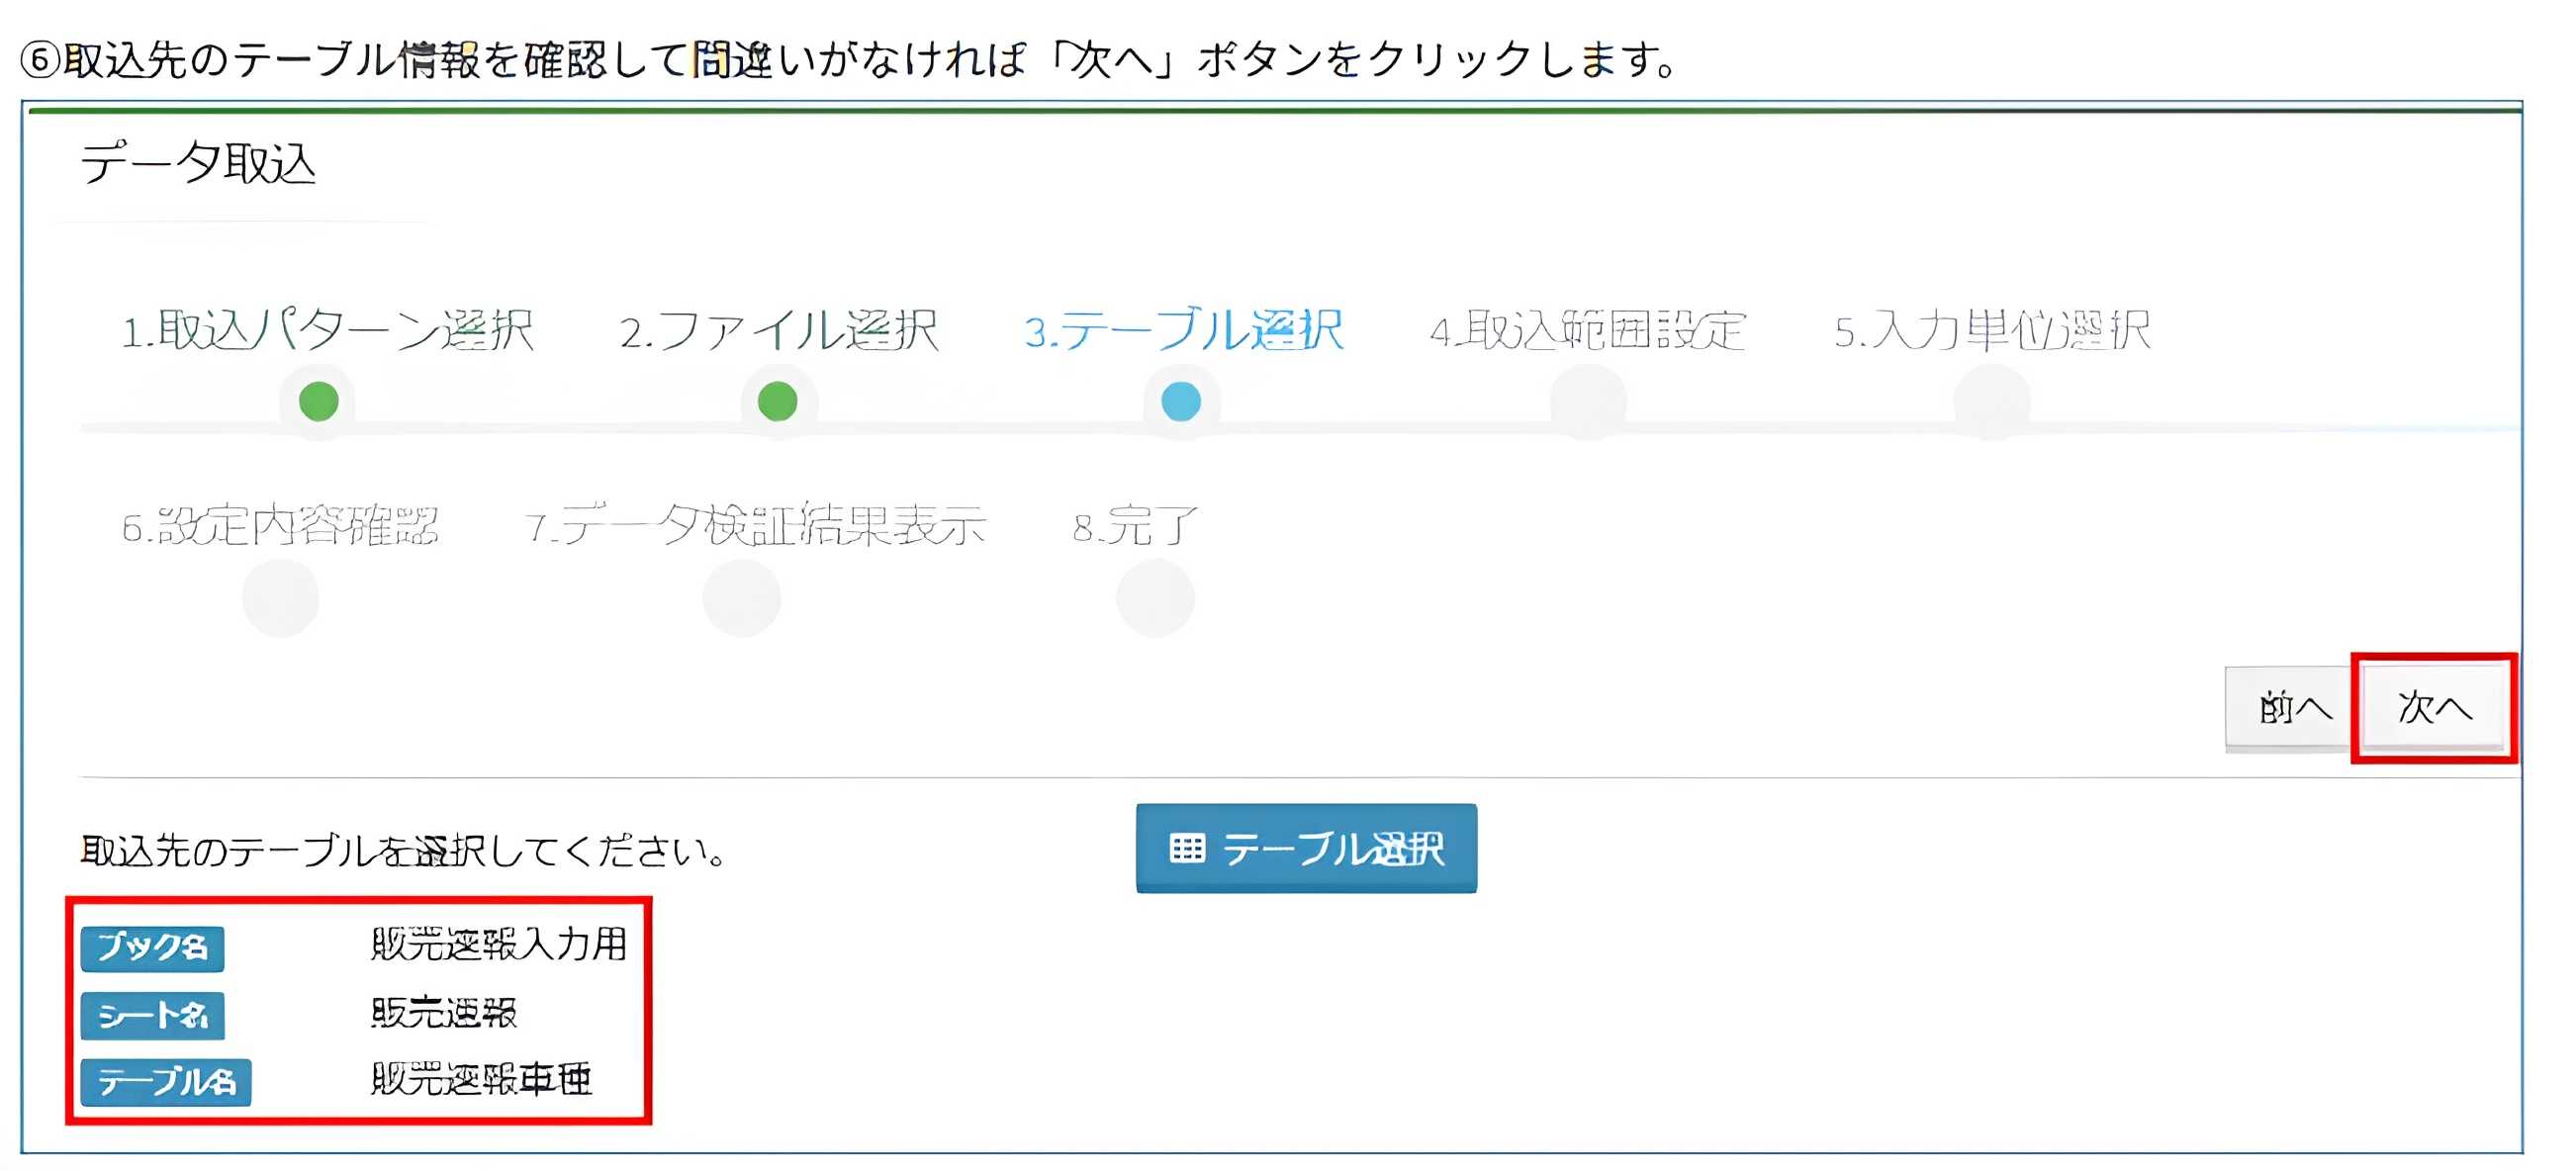 ⑥取込先のテーブル情報を確認して間違いがなければ「次へ」ボタンをクリックします。
データ取込
1.取込パターン選択 2.ファイル選択 3.テーブル選択 4.取込範囲設定 5.入力単位選択
6.設定内容確認 7.データ検証結果表示 8.完了
前へ 次へ
取込先のテーブルを選択してください。 テーブル選択
ブック名 販売速報入力用
シート名 販売速報
テーブル名 販売速報車種